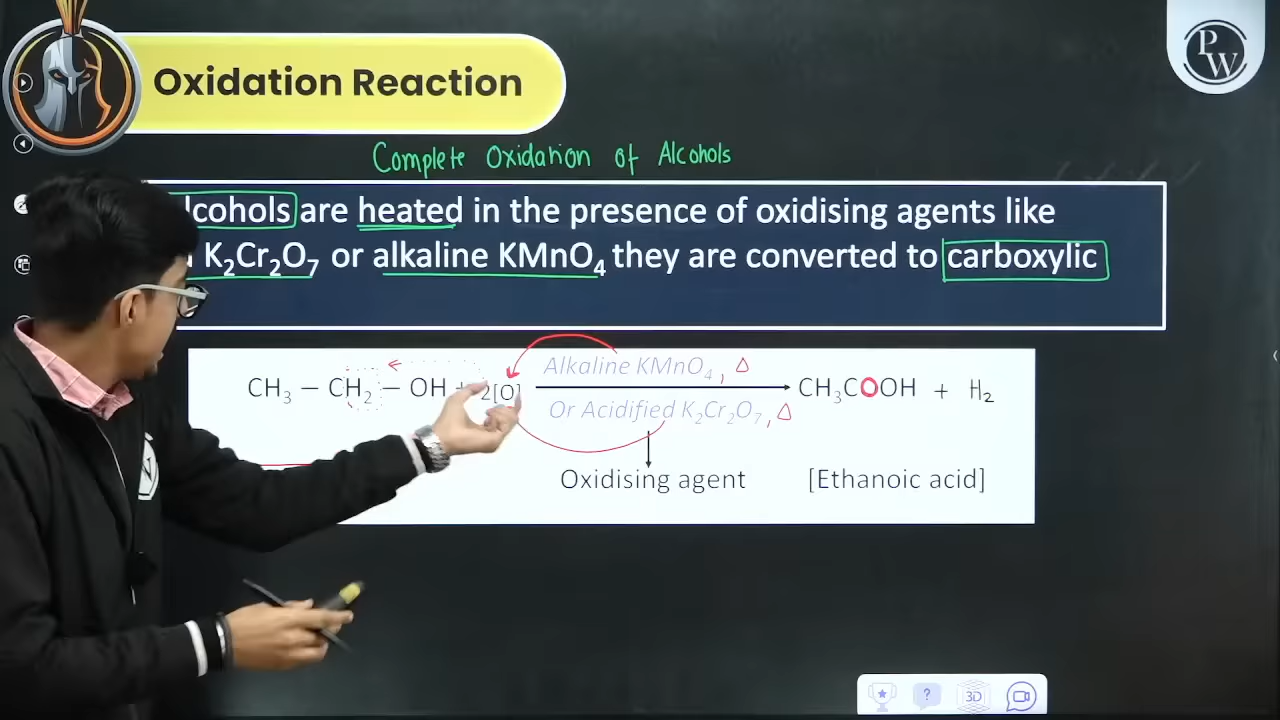 Oxidation Reaction
PW
Complete Oxidation of Alcohols
lcohols are heated in the presence of oxidising agents like
K₂Cr₂O₇ or alkaline KMnO₄ they are converted to carboxylic
Alkaline KMnO₄, Δ
CH₃ – CH₂ – OH + 2[O] CH₃COOH + H₂
Or Acidified K₂Cr₂O₇, Δ
Oxidising agent [Ethanoic acid]
?
3D